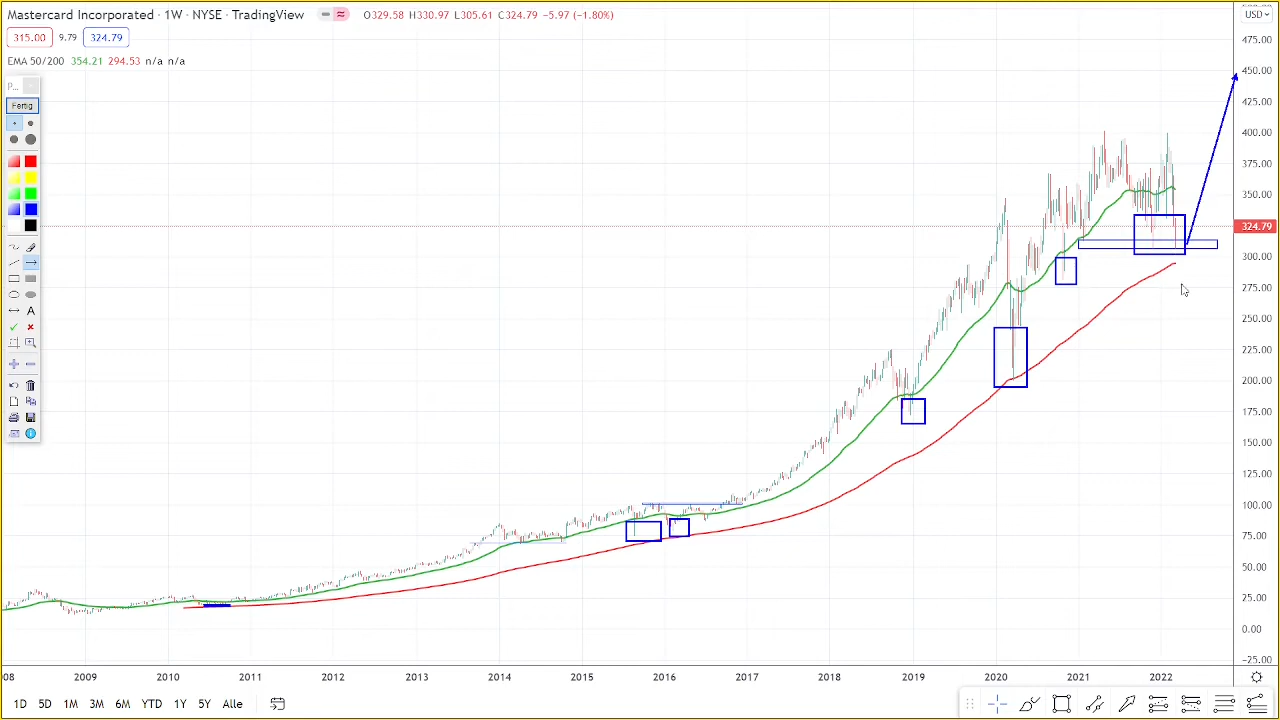 Mastercard Incorporated · 1W · NYSE · TradingView O329.58 H330.97 L305.61 C324.79 −5.97 (−1.80%)
USD
315.00 9.79 324.79
EMA 50/200 354.21 294.53 n/a n/a
P...
Fertig
A
475.00
450.00
425.00
400.00
375.00
350.00
324.79
300.00
275.00
250.00
225.00
200.00
175.00
150.00
125.00
100.00
75.00
50.00
25.00
0.00
−25.00
08 2009 2010 2011 2012 2013 2014 2015 2016 2017 2018 2019 2020 2021 2022
1D 5D 1M 3M 6M YTD 1Y 5Y Alle